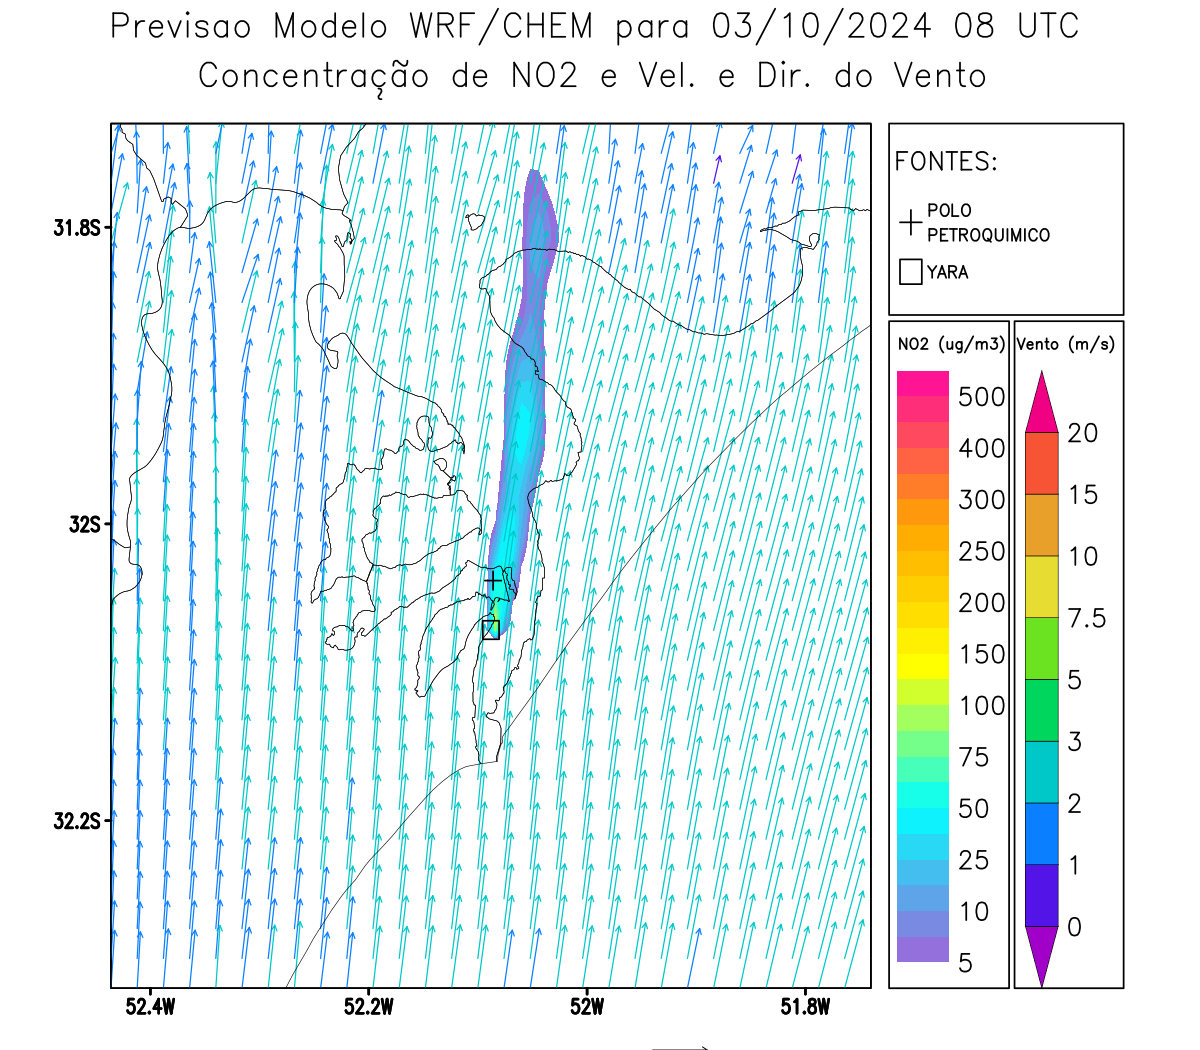 Previsao Modelo WRF/CHEM para 03/10/2024 08 UTC
Concentração de NO2 e Vel. e Dir. do Vento
FONTES:
POLO
PETROQUIMICO
YARA
NO2 (ug/m3)
500
400
300
250
200
150
100
75
50
25
10
5
Vento (m/s)
20
15
10
7.5
5
3
2
1
0
31.8S
32S
32.2S
52.4W
52.2W
52W
51.8W